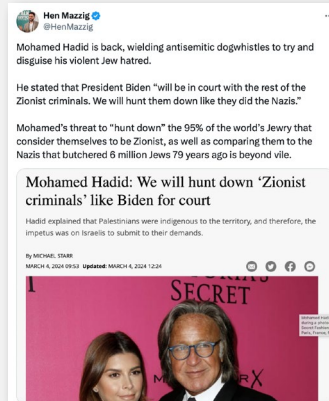 Hen Mazzig
@HenMazzig
Mohamed Hadid is back, wielding antisemitic dogwhistles to try and
disguise his violent Jew hatred.
He stated that President Biden “will be in court with the rest of the
Zionist criminals. We will hunt them down like they did the Nazis.”
Mohamed’s threat to “hunt down” the 95% of the world’s Jewry that
consider themselves to be Zionist, as well as comparing them to the
Nazis that butchered 6 million Jews 79 years ago is beyond vile.
Mohamed Hadid: We will hunt down ‘Zionist
criminals’ like Biden for court
Hadid explained that Palestinians were indigenous to the territory, and therefore, the
impetus was on Israelis to submit to their demands.
By MICHAEL STARR
MARCH 4, 2024 09:53 Updated: MARCH 4, 2024 12:24
SECRET